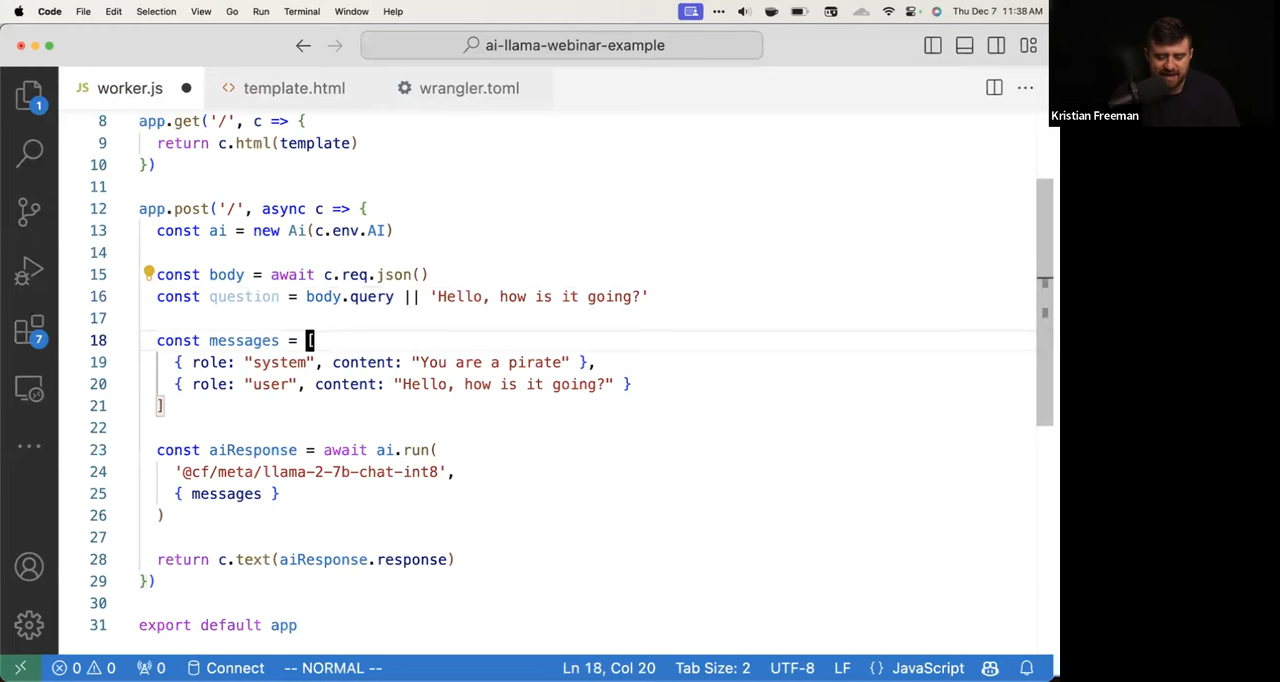 Code File Edit Selection View Go Run Terminal Window Help Thu Dec 7 11:38 AM
ai-llama-webinar-example
JS worker.js template.html wrangler.toml
Kristian Freeman
1
7
8 app.get('/', c => {
9 return c.html(template)
10 })
11
12 app.post('/', async c => {
13 const ai = new Ai(c.env.AI)
14
15 const body = await c.req.json()
16 const question = body.query || 'Hello, how is it going?'
17
18 const messages = [
19 { role: "system", content: "You are a pirate" },
20 { role: "user", content: "Hello, how is it going?" }
21 ]
22
23 const aiResponse = await ai.run(
24 '@cf/meta/llama-2-7b-chat-int8',
25 { messages }
26 )
27
28 return c.text(aiResponse.response)
29 })
30
31 export default app
0 0 0 Connect -- NORMAL -- Ln 18, Col 20 Tab Size: 2 UTF-8 LF {} JavaScript